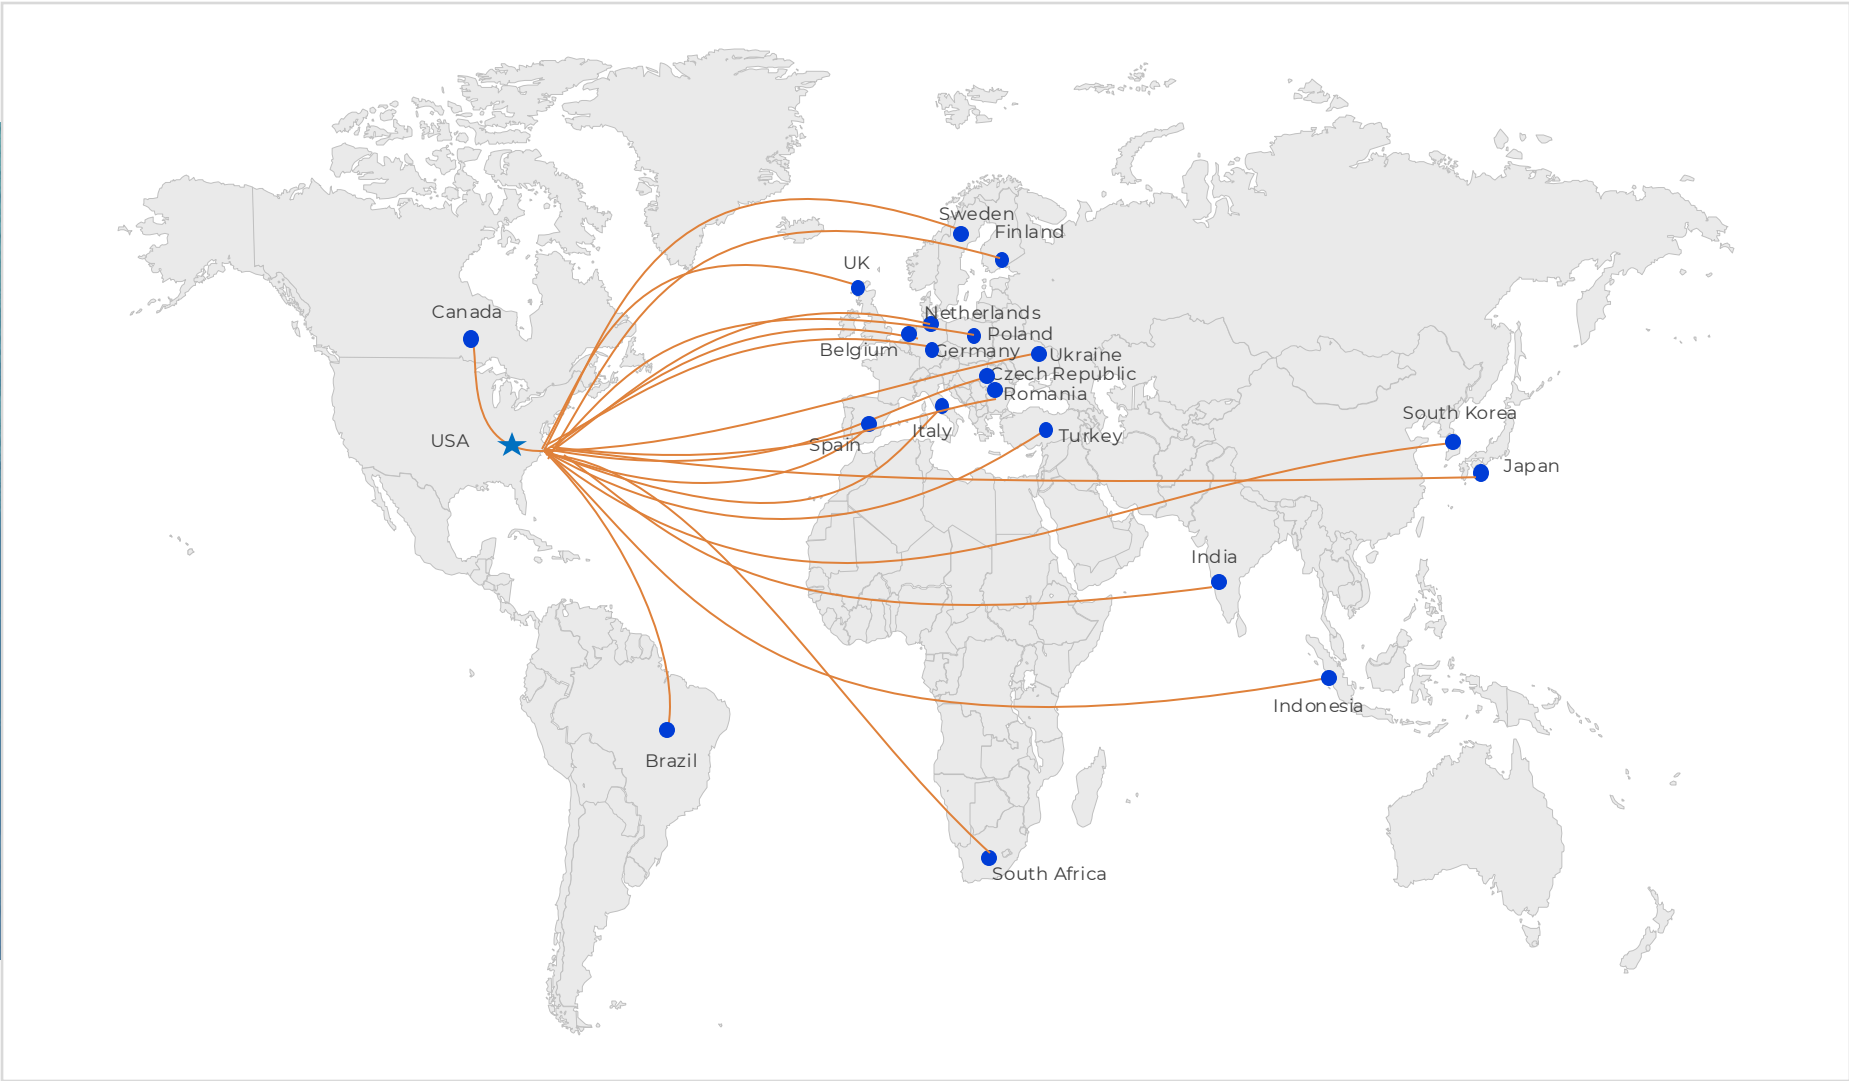 Sweden
Finland
UK
Canada
Netherlands
Poland
Belgium
Germany
Ukraine
Czech Republic
Romania
South Korea
USA
Spain
Italy
Turkey
Japan
India
Indonesia
Brazil
South Africa